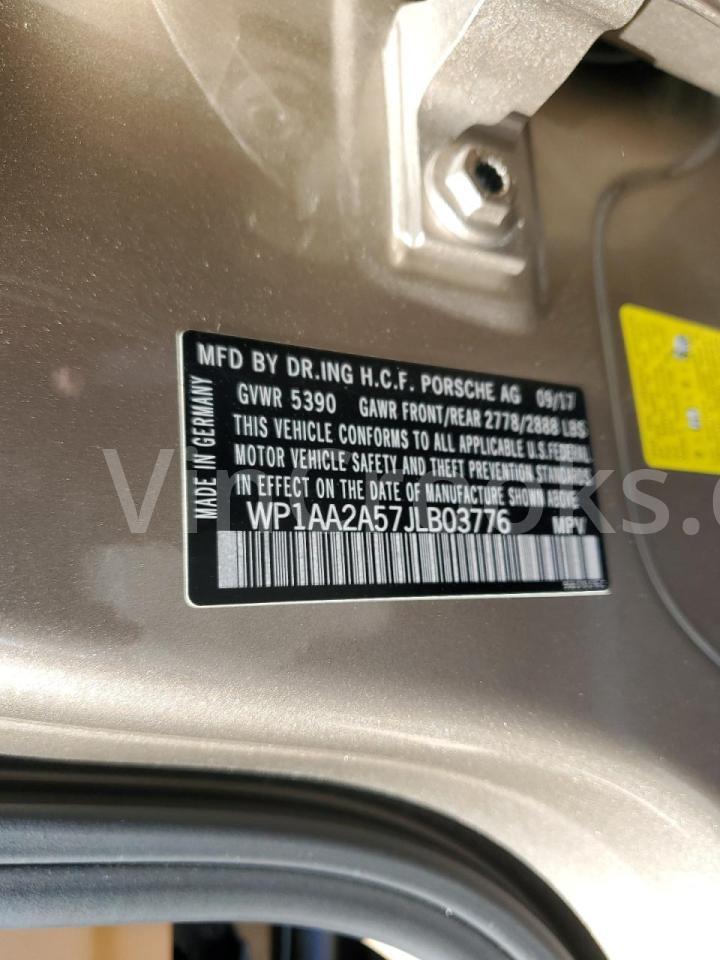 MFD BY DR.ING H.C.F. PORSCHE AG 09/17
GVWR 5390 GAWR FRONT/REAR 2778/2888 LBS
THIS VEHICLE CONFORMS TO ALL APPLICABLE U.S. FEDERAL
MOTOR VEHICLE SAFETY AND THEFT PREVENTION STANDARDS
IN EFFECT ON THE DATE OF MANUFACTURE SHOWN ABOVE.
WP1AA2A57JLB03776 MPV
MADE IN GERMANY